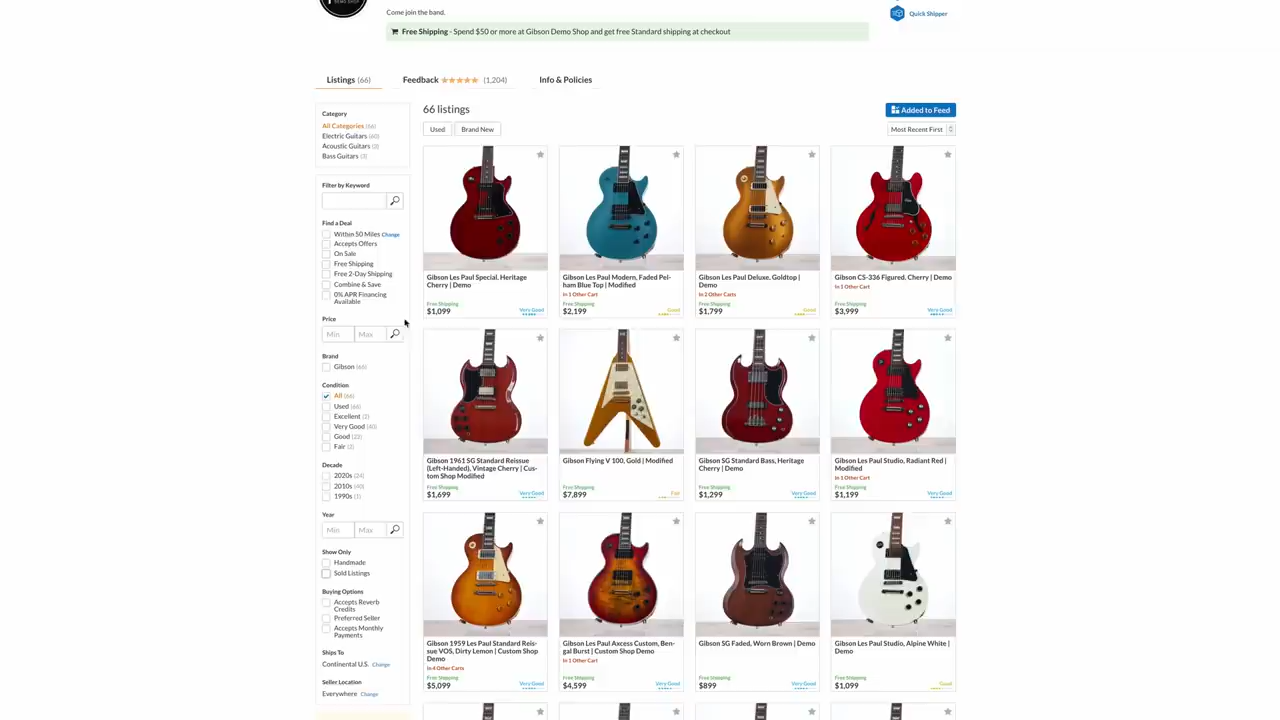 DEMO SHOP
Come join the band.
Free Shipping - Spend $50 or more at Gibson Demo Shop and get free Standard shipping at checkout
Quick Shipper
Listings (66)
Feedback (1,204)
Info & Policies
Category
All Categories (66)
Electric Guitars (60)
Acoustic Guitars (3)
Bass Guitars (3)
Filter by Keyword
Find a Deal
Within 50 Miles Change
Accepts Offers
On Sale
Free Shipping
Free 2-Day Shipping
Combine & Save
0% APR Financing
Available
Price
Min
Max
Brand
Gibson (66)
Condition
All (66)
Used (66)
Excellent (2)
Very Good (40)
Good (22)
Fair (2)
Decade
2020s (24)
2010s (40)
1990s (1)
Year
Min
Max
Show Only
Handmade
Sold Listings
Buying Options
Accepts Reverb
Credits
Preferred Seller
Accepts Monthly
Payments
Ships To
Continental U.S. Change
Seller Location
Everywhere Change
66 listings
Added to Feed
Used
Brand New
Most Recent First
Gibson Les Paul Special, Heritage
Cherry | Demo
Free Shipping
$1,099
Very Good
Gibson Les Paul Modern, Faded Pel-
ham Blue Top | Modified
In 1 Other Cart
Free Shipping
$2,199
Good
Gibson Les Paul Deluxe, Goldtop |
Demo
In 2 Other Carts
Free Shipping
$1,799
Good
Gibson CS-336 Figured, Cherry | Demo
In 1 Other Cart
Free Shipping
$3,999
Very Good
Gibson 1961 SG Standard Reissue
(Left-Handed), Vintage Cherry | Cus-
tom Shop Modified
Free Shipping
$1,699
Very Good
Gibson Flying V 100, Gold | Modified
Free Shipping
$7,899
Fair
Gibson SG Standard Bass, Heritage
Cherry | Demo
Free Shipping
$1,299
Very Good
Gibson Les Paul Studio, Radiant Red |
Modified
In 1 Other Cart
Free Shipping
$1,199
Very Good
Gibson 1959 Les Paul Standard Reis-
sue VOS, Dirty Lemon | Custom Shop
Demo
In 4 Other Carts
Free Shipping
$5,099
Very Good
Gibson Les Paul Axcess Custom, Ben-
gal Burst | Custom Shop Demo
In 1 Other Cart
Free Shipping
$4,599
Very Good
Gibson SG Faded, Worn Brown | Demo
Free Shipping
$899
Very Good
Gibson Les Paul Studio, Alpine White |
Demo
Free Shipping
$1,099
Good